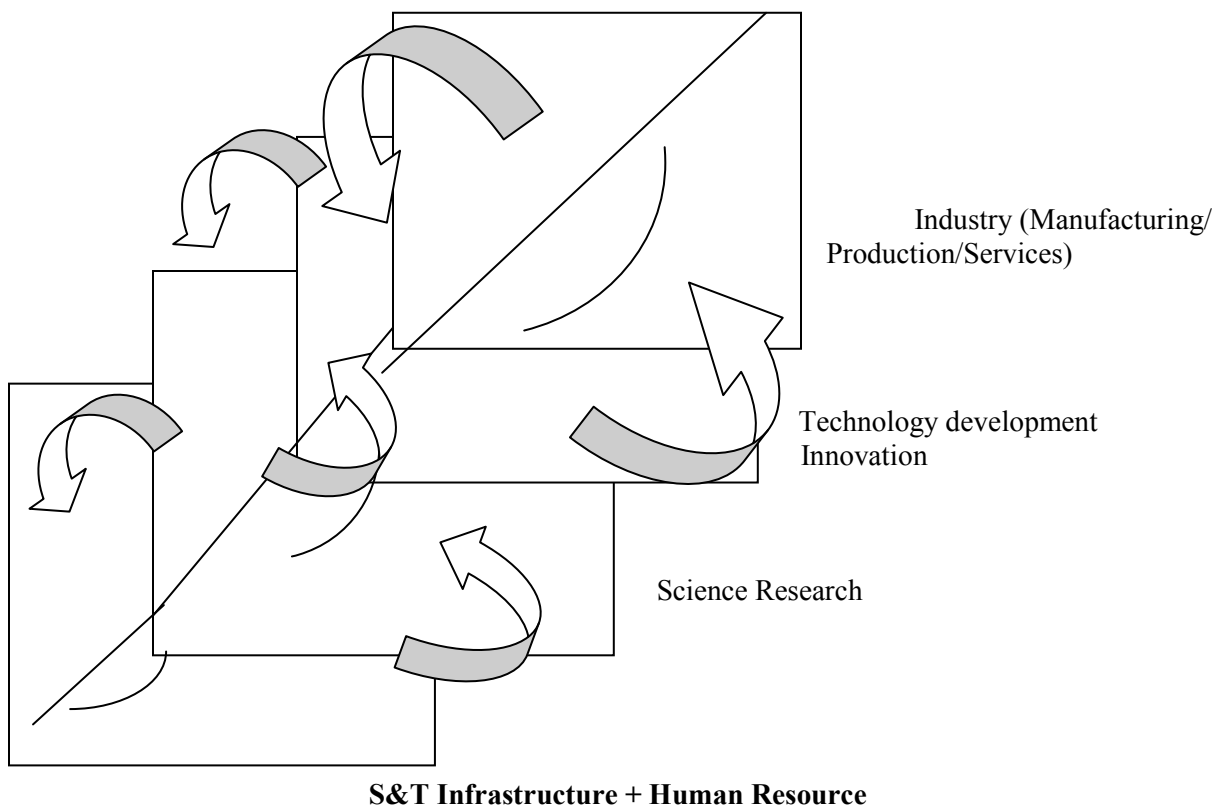 Industry (Manufacturing/
Production/Services)
Technology development
Innovation
Science Research
S&T Infrastructure + Human Resource